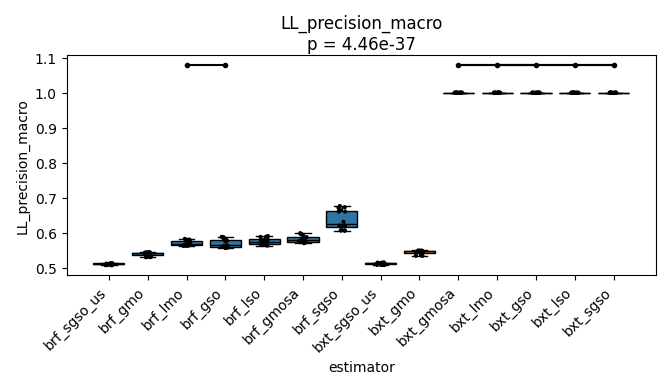 LL_precision_macro
p = 4.46e-37
LL_precision_macro
1.1
1.0
0.9
0.8
0.7
0.6
0.5
brf_sgso_us
brf_gmo
brf_lmo
brf_gso
brf_lso
brf_gmosa
brf_sgso
bxt_sgso_us
bxt_gmo
bxt_gmosa
bxt_lmo
bxt_gso
bxt_lso
bxt_sgso
estimator